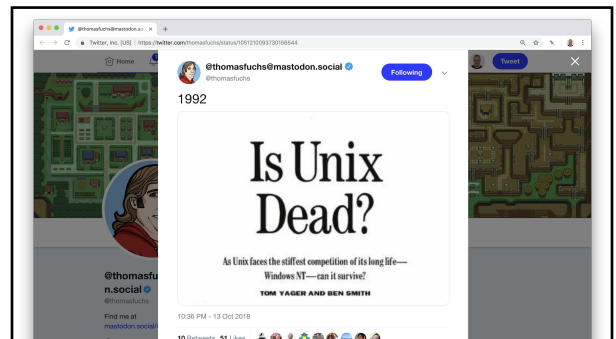 @thomasfuchs@mastodon.soc
Twitter, Inc. [US] | https://twitter.com/thomasfuchs/status/1051210093730156544
Home
Tweet
@thomasfuchs@mastodon.social
@thomasfuchs
Following
1992
Is Unix
Dead?
As Unix faces the stiffest competition of its long life—
Windows NT—can it survive?
TOM YAGER AND BEN SMITH
10:36 PM - 13 Oct 2018
10 Retweets 51 Likes
@thomasfu
n.social
@thomasfuchs
Find me at
mastodon.social/